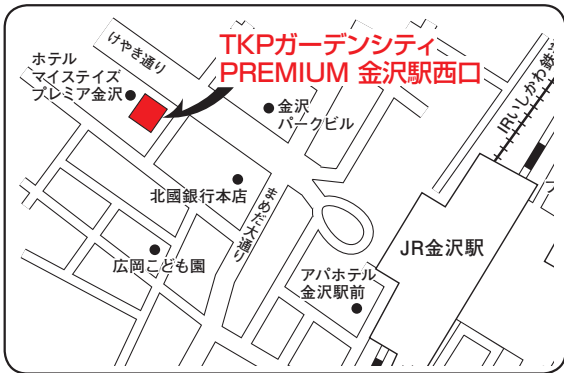 TKPガーデンシティ
PREMIUM 金沢駅西口
けやき通り
ホテル
マイステイズ
プレミア金沢
金沢
パークビル
IRいしかわ鉄
北國銀行本店
まめだ大通り
広岡こども園
JR金沢駅
アパホテル
金沢駅前